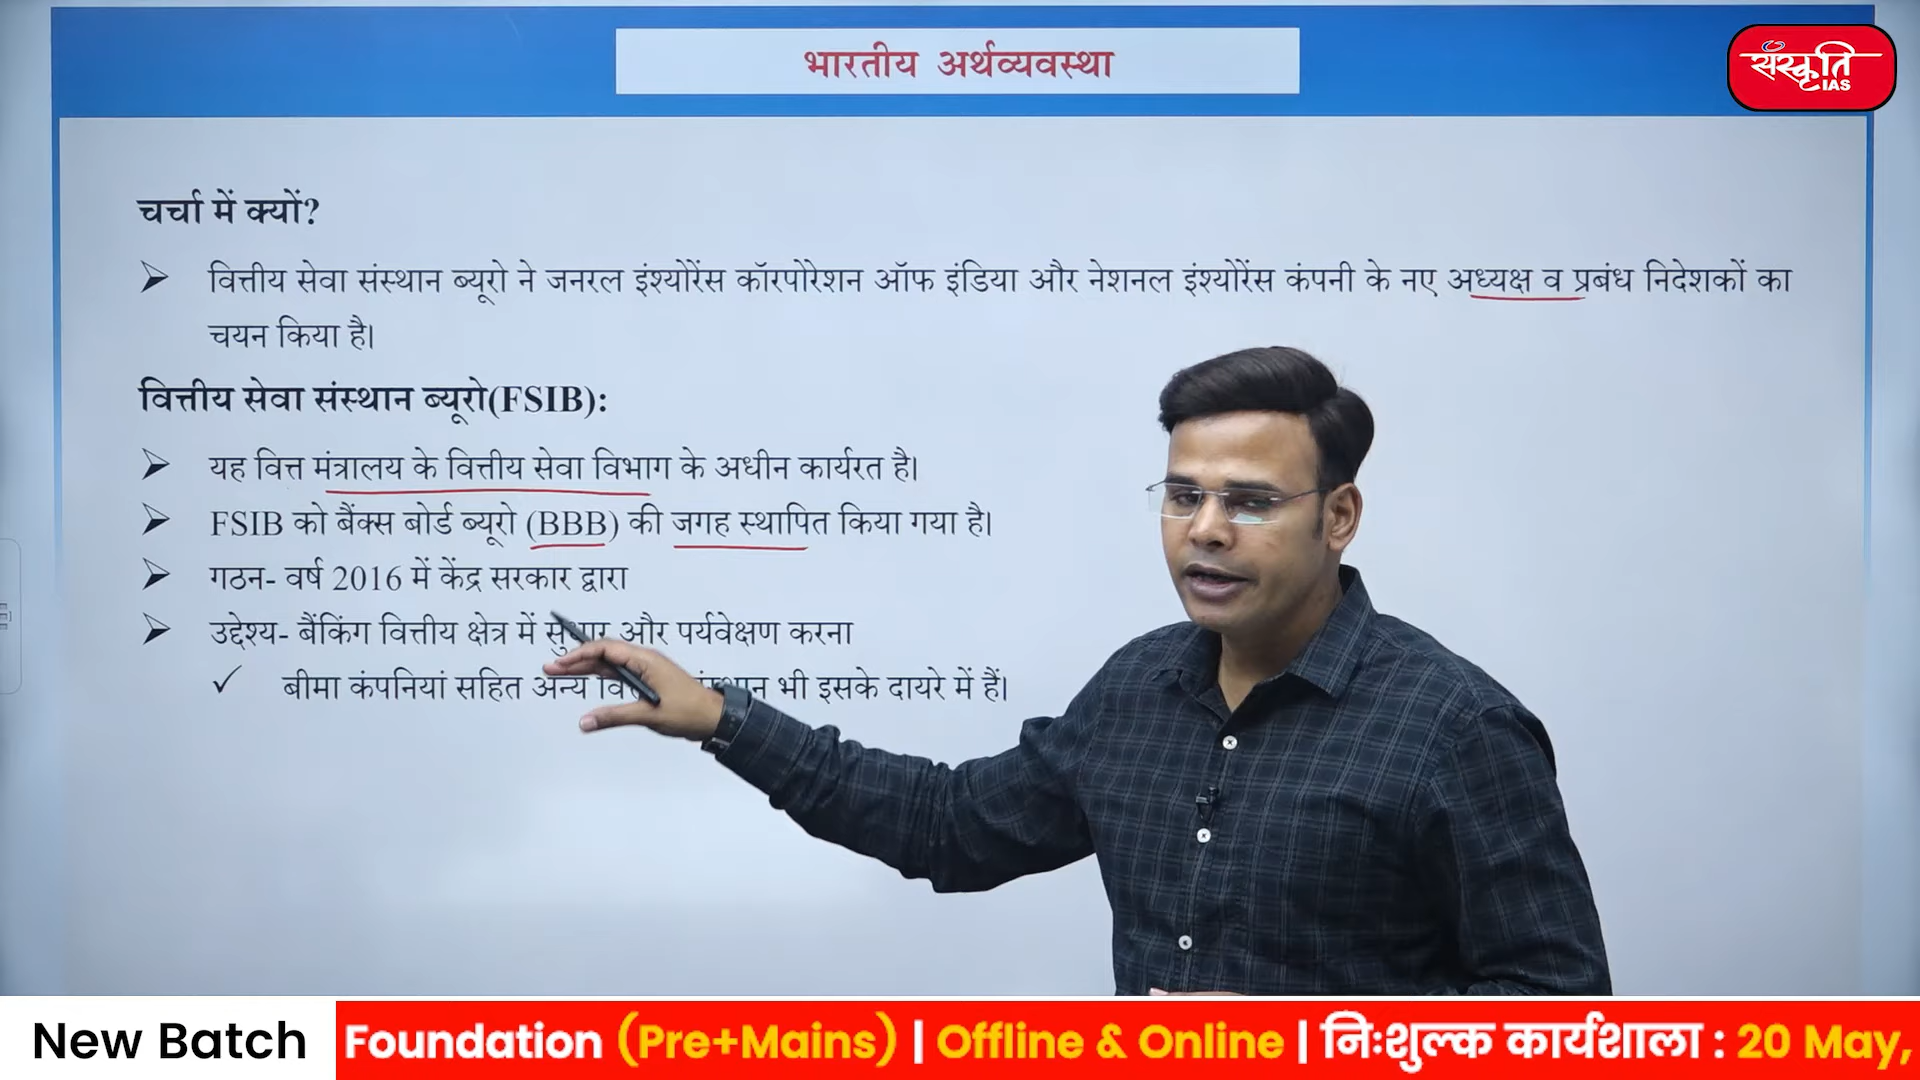 भारतीय अर्थव्यवस्था
संस्कृति
IAS
चर्चा में क्यों?
वित्तीय सेवा संस्थान ब्यूरो ने जनरल इंश्योरेंस कॉरपोरेशन ऑफ इंडिया और नेशनल इंश्योरेंस कंपनी के नए अध्यक्ष व प्रबंध निदेशकों का
चयन किया है।
वित्तीय सेवा संस्थान ब्यूरो(FSIB):
यह वित्त मंत्रालय के वित्तीय सेवा विभाग के अधीन कार्यरत है।
FSIB को बैंक्स बोर्ड ब्यूरो (BBB) की जगह स्थापित किया गया है।
गठन- वर्ष 2016 में केंद्र सरकार द्वारा
उद्देश्य- बैंकिंग वित्तीय क्षेत्र में सुधार और पर्यवेक्षण करना
✓ बीमा कंपनियां सहित अन्य भी इसके दायरे में हैं।
New Batch Foundation (Pre+Mains) | Offline & Online | निःशुल्क कार्यशाला : 20 May,